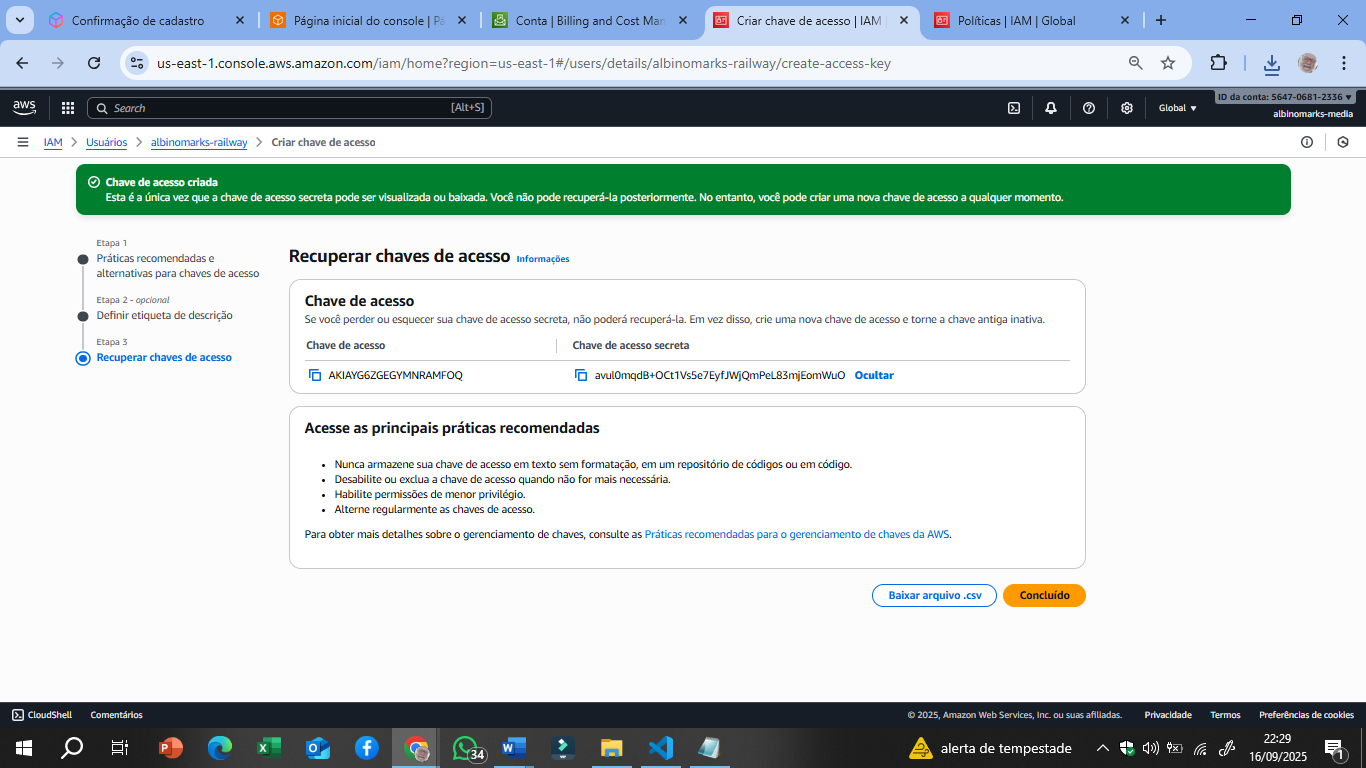 Confirmação de cadastro
Página inicial do console | Pá
Conta | Billing and Cost Man
Criar chave de acesso | IAM
Políticas | IAM | Global
us-east-1.console.aws.amazon.com/iam/home?region=us-east-1#/users/details/albinomarks-railway/create-access-key
aws
Search
[Alt+S]
Global
ID da conta: 5647-0681-2336
albinomarks-media
IAM
Usuários
albinomarks-railway
Criar chave de acesso
Chave de acesso criada
Esta é a única vez que a chave de acesso secreta pode ser visualizada ou baixada. Você não pode recuperá-la posteriormente. No entanto, você pode criar uma nova chave de acesso a qualquer momento.
Etapa 1
Práticas recomendadas e
alternativas para chaves de acesso
Etapa 2 - opcional
Definir etiqueta de descrição
Etapa 3
Recuperar chaves de acesso
Recuperar chaves de acesso Informações
Chave de acesso
Se você perder ou esquecer sua chave de acesso secreta, não poderá recuperá-la. Em vez disso, crie uma nova chave de acesso e torne a chave antiga inativa.
Chave de acesso
Chave de acesso secreta
AKIAYG6ZGEGYMNRAMFOQ
avul0mqdB+OCt1Vs5e7EyfJWjQmPeL83mjEomWuO Ocultar
Acesse as principais práticas recomendadas
Nunca armazene sua chave de acesso em texto sem formatação, em um repositório de códigos ou em código.
Desabilite ou exclua a chave de acesso quando não for mais necessária.
Habilite permissões de menor privilégio.
Alterne regularmente as chaves de acesso.
Para obter mais detalhes sobre o gerenciamento de chaves, consulte as Práticas recomendadas para o gerenciamento de chaves da AWS.
Baixar arquivo .csv
Concluído
CloudShell
Comentários
© 2025, Amazon Web Services, Inc. ou suas afiliadas.
Privacidade
Termos
Preferências de cookies
34
alerta de tempestade
22:29
16/09/2025
1